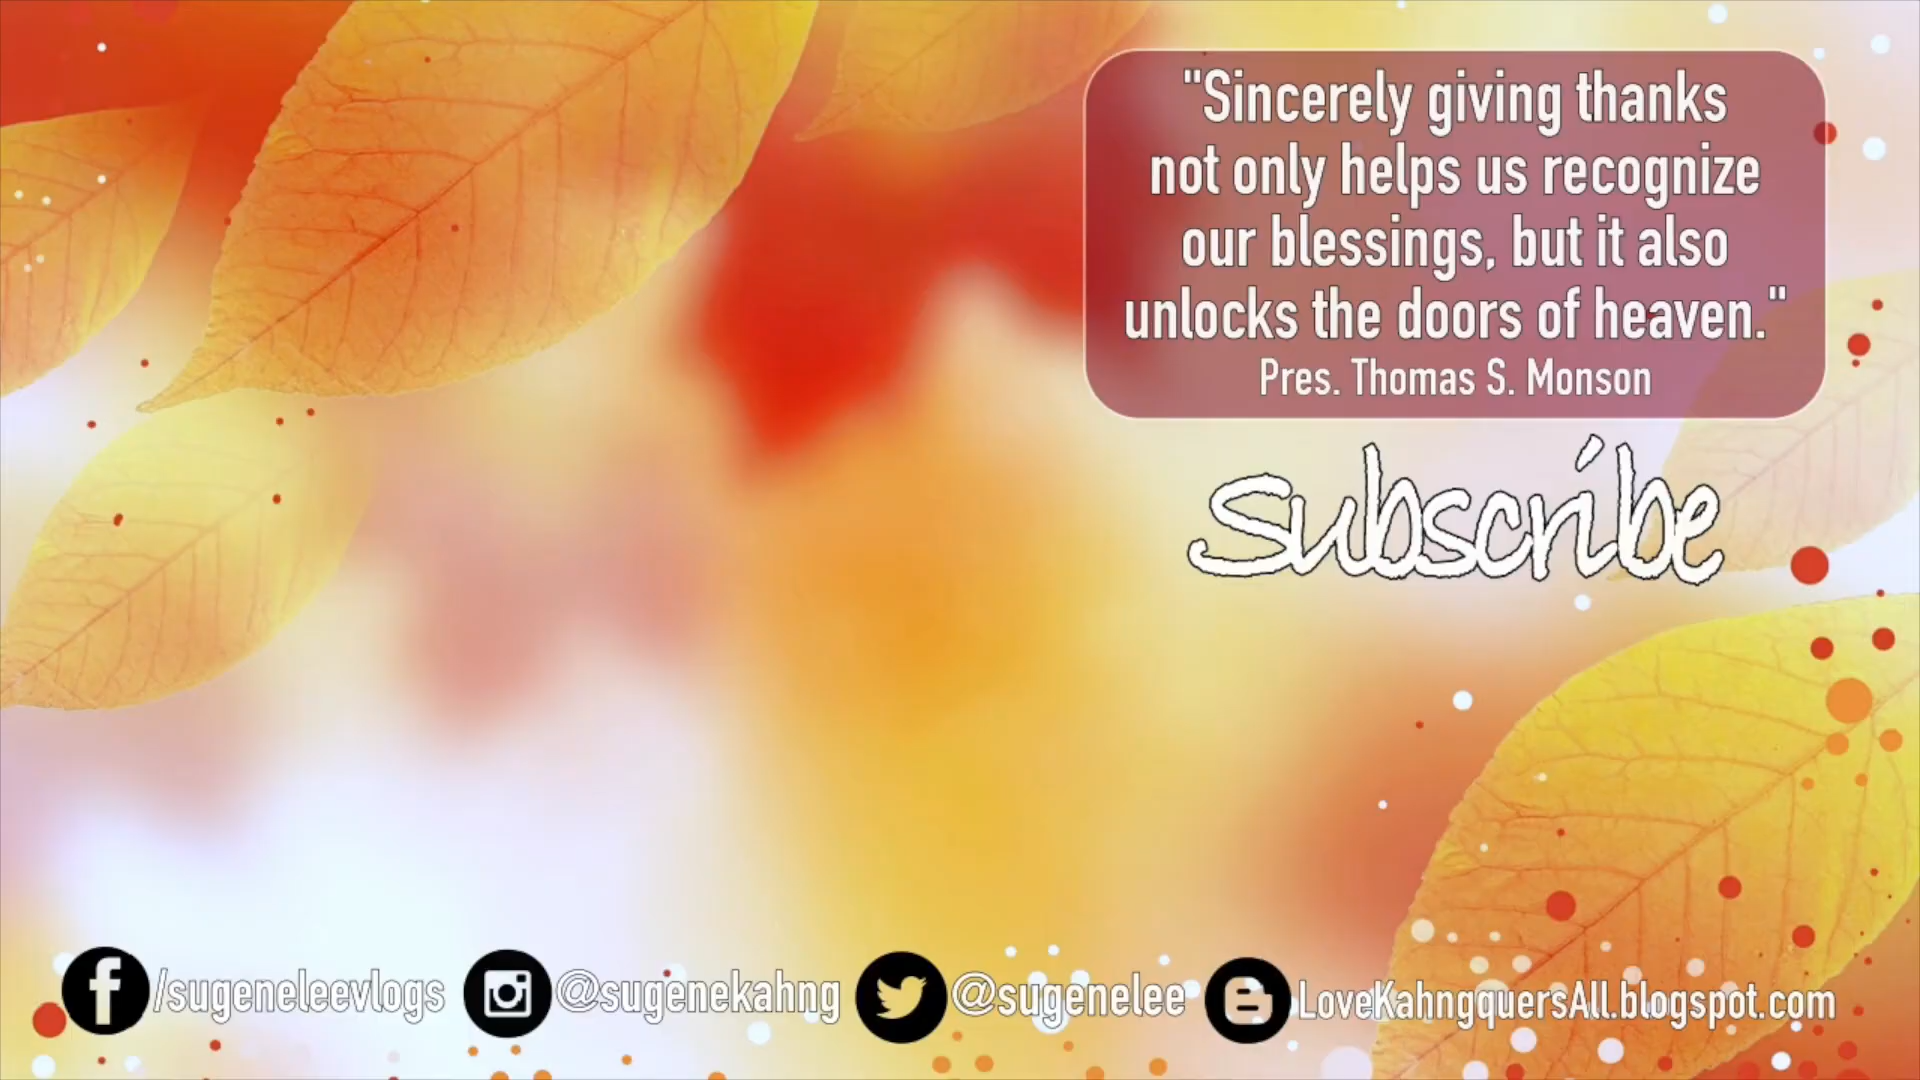 "Sincerely giving thanks
not only helps us recognize
our blessings, but it also
unlocks the doors of heaven."
Pres. Thomas S. Monson
Subscribe
/sugeneleevlogs @sugenekahng @sugenelee LoveKahngquersAll.blogspot.com